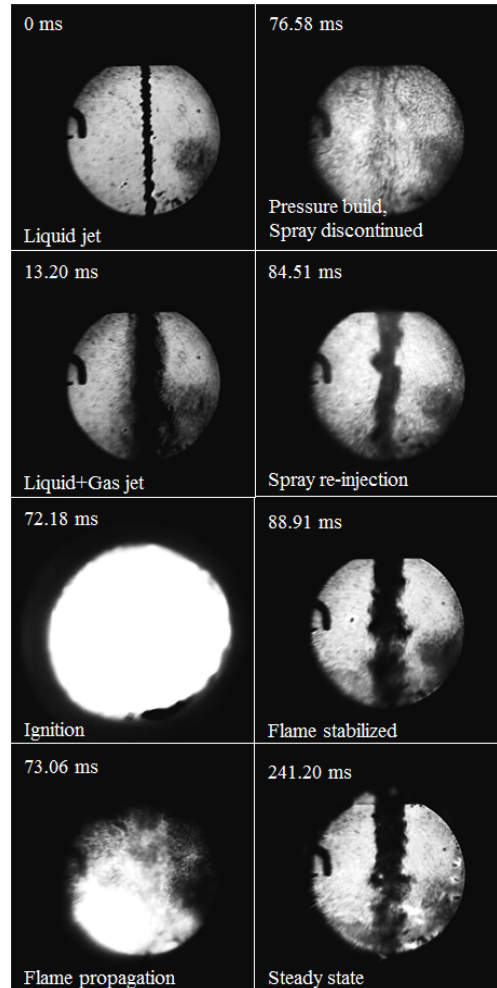 0 ms
Liquid jet
13.20 ms
Liquid+Gas jet
72.18 ms
Ignition
73.06 ms
Flame propagation
76.58 ms
Pressure build,
Spray discontinued
84.51 ms
Spray re-injection
88.91 ms
Flame stabilized
241.20 ms
Steady state